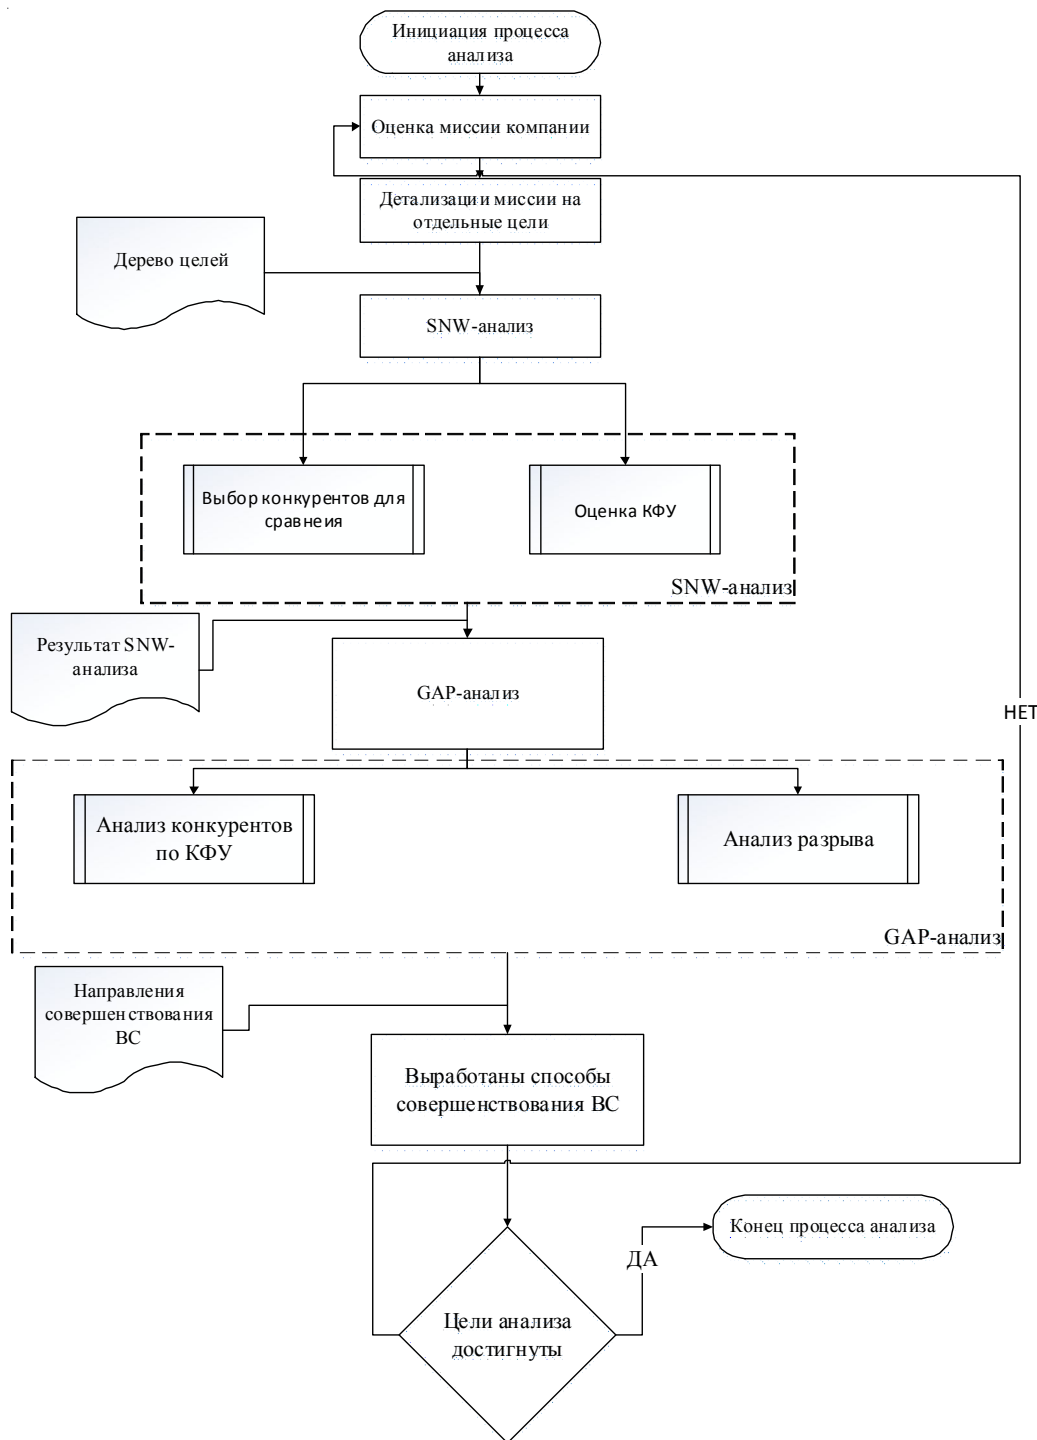 Инициация процесса
анализа
Оценка миссии компании
Детализации миссии на
отдельные цели
Дерево целей
SNW-анализ
Выбор конкурентов для
сравнеия
Оценка КФУ
SNW-анализ
Результат SNW-
анализа
GAP-анализ
НЕТ
Анализ конкурентов
по КФУ
Анализ разрыва
GAP-анализ
Направления
совершенствования
ВС
Выработаны способы
совершенствования ВС
Конец процесса анализа
ДА
Цели анализа
достигнуты